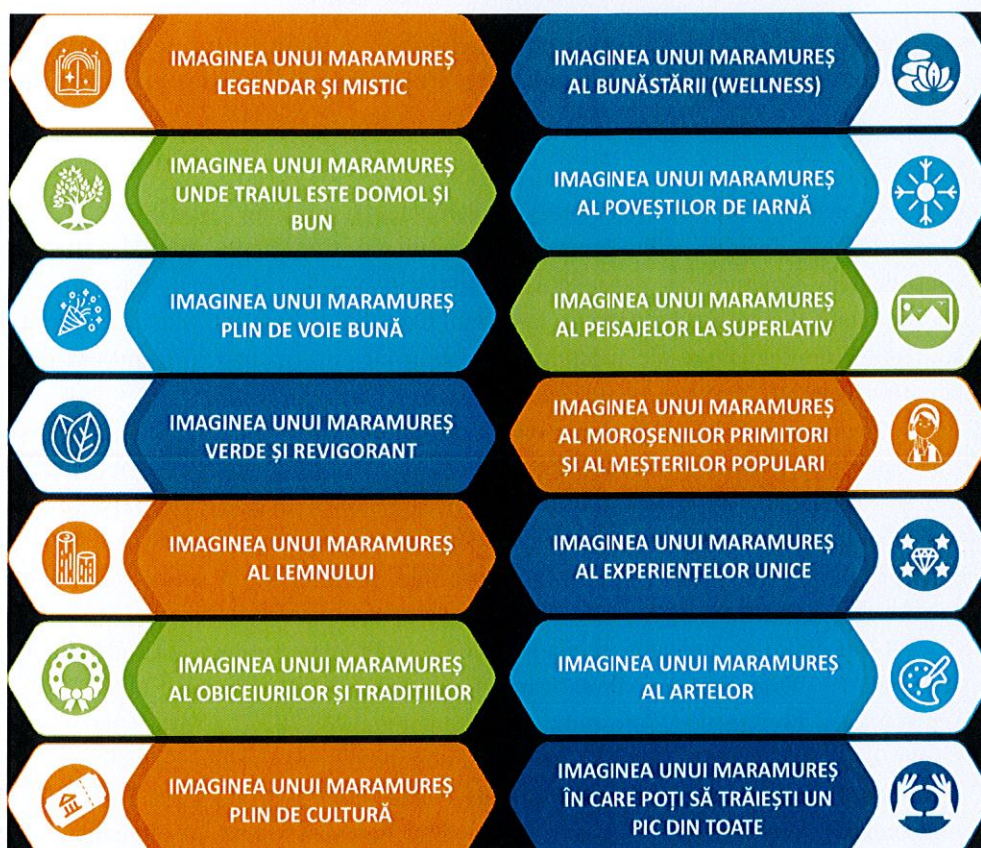 IMAGINEA UNUI MARAMUREȘ
LEGENDAR ȘI MISTIC
IMAGINEA UNUI MARAMUREȘ
UNDE TRAIUL ESTE DOMOL ȘI
BUN
IMAGINEA UNUI MARAMUREȘ
PLIN DE VOIE BUNĂ
IMAGINEA UNUI MARAMUREȘ
VERDE ȘI REVIGORANT
IMAGINEA UNUI MARAMUREȘ
AL LEMNULUI
IMAGINEA UNUI MARAMUREȘ
AL OBICEIURILOR ȘI TRADIȚIILOR
IMAGINEA UNUI MARAMUREȘ
PLIN DE CULTURĂ
IMAGINEA UNUI MARAMUREȘ
AL BUNĂSTĂRII (WELLNESS)
IMAGINEA UNUI MARAMUREȘ
AL POVEȘTILOR DE IARNĂ
IMAGINEA UNUI MARAMUREȘ
AL PEISAJELOR LA SUPERLATIV
IMAGINEA UNUI MARAMUREȘ
AL MOROȘENILOR PRIMITORI
ȘI AL MEȘTERILOR POPULARI
IMAGINEA UNUI MARAMUREȘ
AL EXPERIENȚELOR UNICE
IMAGINEA UNUI MARAMUREȘ
AL ARTELOR
IMAGINEA UNUI MARAMUREȘ
ÎN CARE POȚI SĂ TRĂIEȘTI UN
PIC DIN TOATE